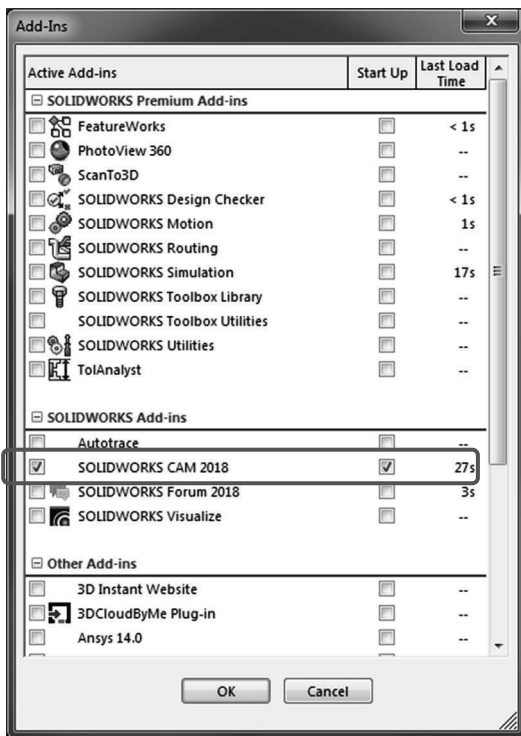 Add-Ins
x
Active Add-ins Start Up Last Load Time
SOLIDWORKS Premium Add-ins
FeatureWorks < 1s
PhotoView 360 --
ScanTo3D --
SOLIDWORKS Design Checker < 1s
SOLIDWORKS Motion 1s
SOLIDWORKS Routing --
SOLIDWORKS Simulation 17s
SOLIDWORKS Toolbox Library --
SOLIDWORKS Toolbox Utilities --
SOLIDWORKS Utilities --
TolAnalyst --
SOLIDWORKS Add-ins
Autotrace --
SOLIDWORKS CAM 2018 27s
SOLIDWORKS Forum 2018 3s
SOLIDWORKS Visualize --
Other Add-ins
3D Instant Website --
3DCloudByMe Plug-in --
Ansys 14.0 --
OK Cancel